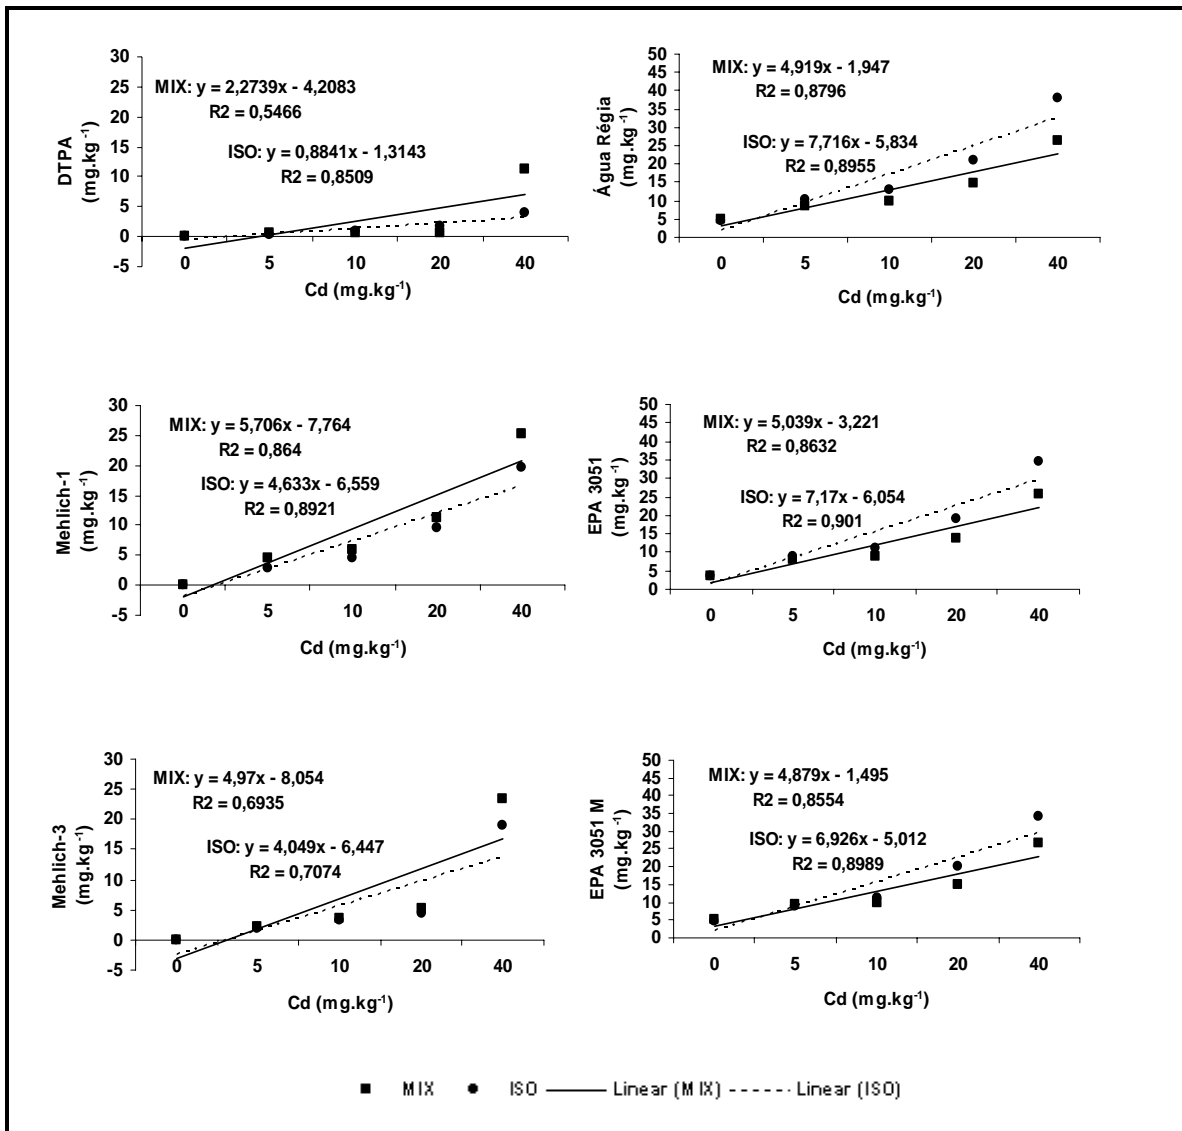 30
25
20
15
10
5
0
-5
DTPA
(mg.kg⁻¹)
MIX: y = 2,2739x - 4,2083
R2 = 0,5466
ISO: y = 0,8841x - 1,3143
R2 = 0,8509
0 5 10 20 40
Cd (mg.kg⁻¹)
50
45
40
35
30
25
20
15
10
5
0
Água Régia
(mg.kg⁻¹)
MIX: y = 4,919x - 1,947
R2 = 0,8796
ISO: y = 7,716x - 5,834
R2 = 0,8955
0 5 10 20 40
Cd (mg.kg⁻¹)
30
25
20
15
10
5
0
-5
Mehlich-1
(mg.kg⁻¹)
MIX: y = 5,706x - 7,764
R2 = 0,864
ISO: y = 4,633x - 6,559
R2 = 0,8921
0 5 10 20 40
Cd (mg.kg⁻¹)
50
45
40
35
30
25
20
15
10
5
0
EPA 3051
(mg.kg⁻¹)
MIX: y = 5,039x - 3,221
R2 = 0,8632
ISO: y = 7,17x - 6,054
R2 = 0,901
0 5 10 20 40
Cd (mg.kg⁻¹)
30
25
20
15
10
5
0
-5
Mehlich-3
(mg.kg⁻¹)
MIX: y = 4,97x - 8,054
R2 = 0,6935
ISO: y = 4,049x - 6,447
R2 = 0,7074
0 5 10 20 40
Cd (mg.kg⁻¹)
50
45
40
35
30
25
20
15
10
5
0
EPA 3051 M
(mg.kg⁻¹)
MIX: y = 4,879x - 1,495
R2 = 0,8554
ISO: y = 6,926x - 5,012
R2 = 0,8989
0 5 10 20 40
Cd (mg.kg⁻¹)
MIX ISO Linear (MIX) Linear (ISO)